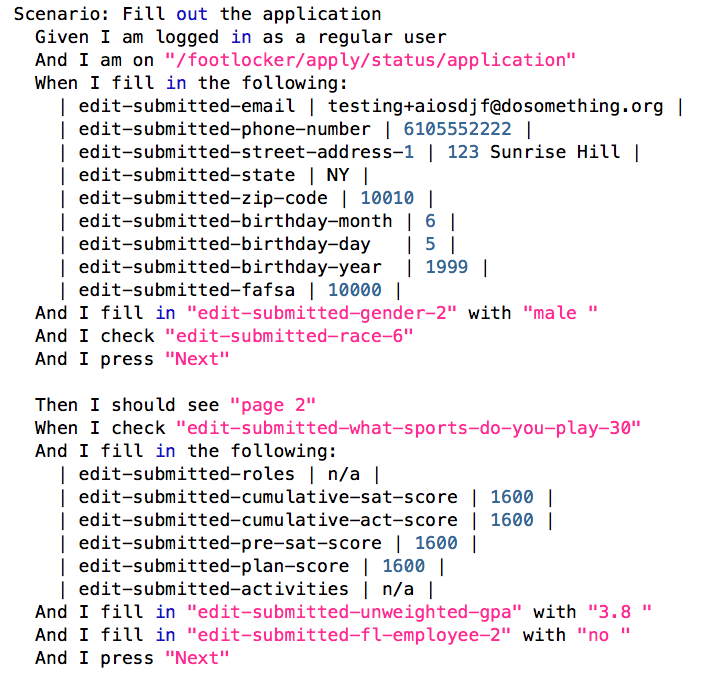 Scenario: Fill out the application
Given I am logged in as a regular user
And I am on "/footlocker/apply/status/application"
When I fill in the following:
| edit-submitted-email | testing+aiosdjf@dosomething.org |
| edit-submitted-phone-number | 6105552222 |
| edit-submitted-street-address-1 | 123 Sunrise Hill |
| edit-submitted-state | NY |
| edit-submitted-zip-code | 10010 |
| edit-submitted-birthday-month | 6 |
| edit-submitted-birthday-day   | 5 |
| edit-submitted-birthday-year  | 1999 |
| edit-submitted-fafsa | 10000 |
And I fill in "edit-submitted-gender-2" with "male "
And I check "edit-submitted-race-6"
And I press "Next"
Then I should see "page 2"
When I check "edit-submitted-what-sports-do-you-play-30"
And I fill in the following:
| edit-submitted-roles | n/a |
| edit-submitted-cumulative-sat-score | 1600 |
| edit-submitted-cumulative-act-score | 1600 |
| edit-submitted-pre-sat-score | 1600 |
| edit-submitted-plan-score | 1600 |
| edit-submitted-activities | n/a |
And I fill in "edit-submitted-unweighted-gpa" with "3.8 "
And I fill in "edit-submitted-fl-employee-2" with "no "
And I press "Next"